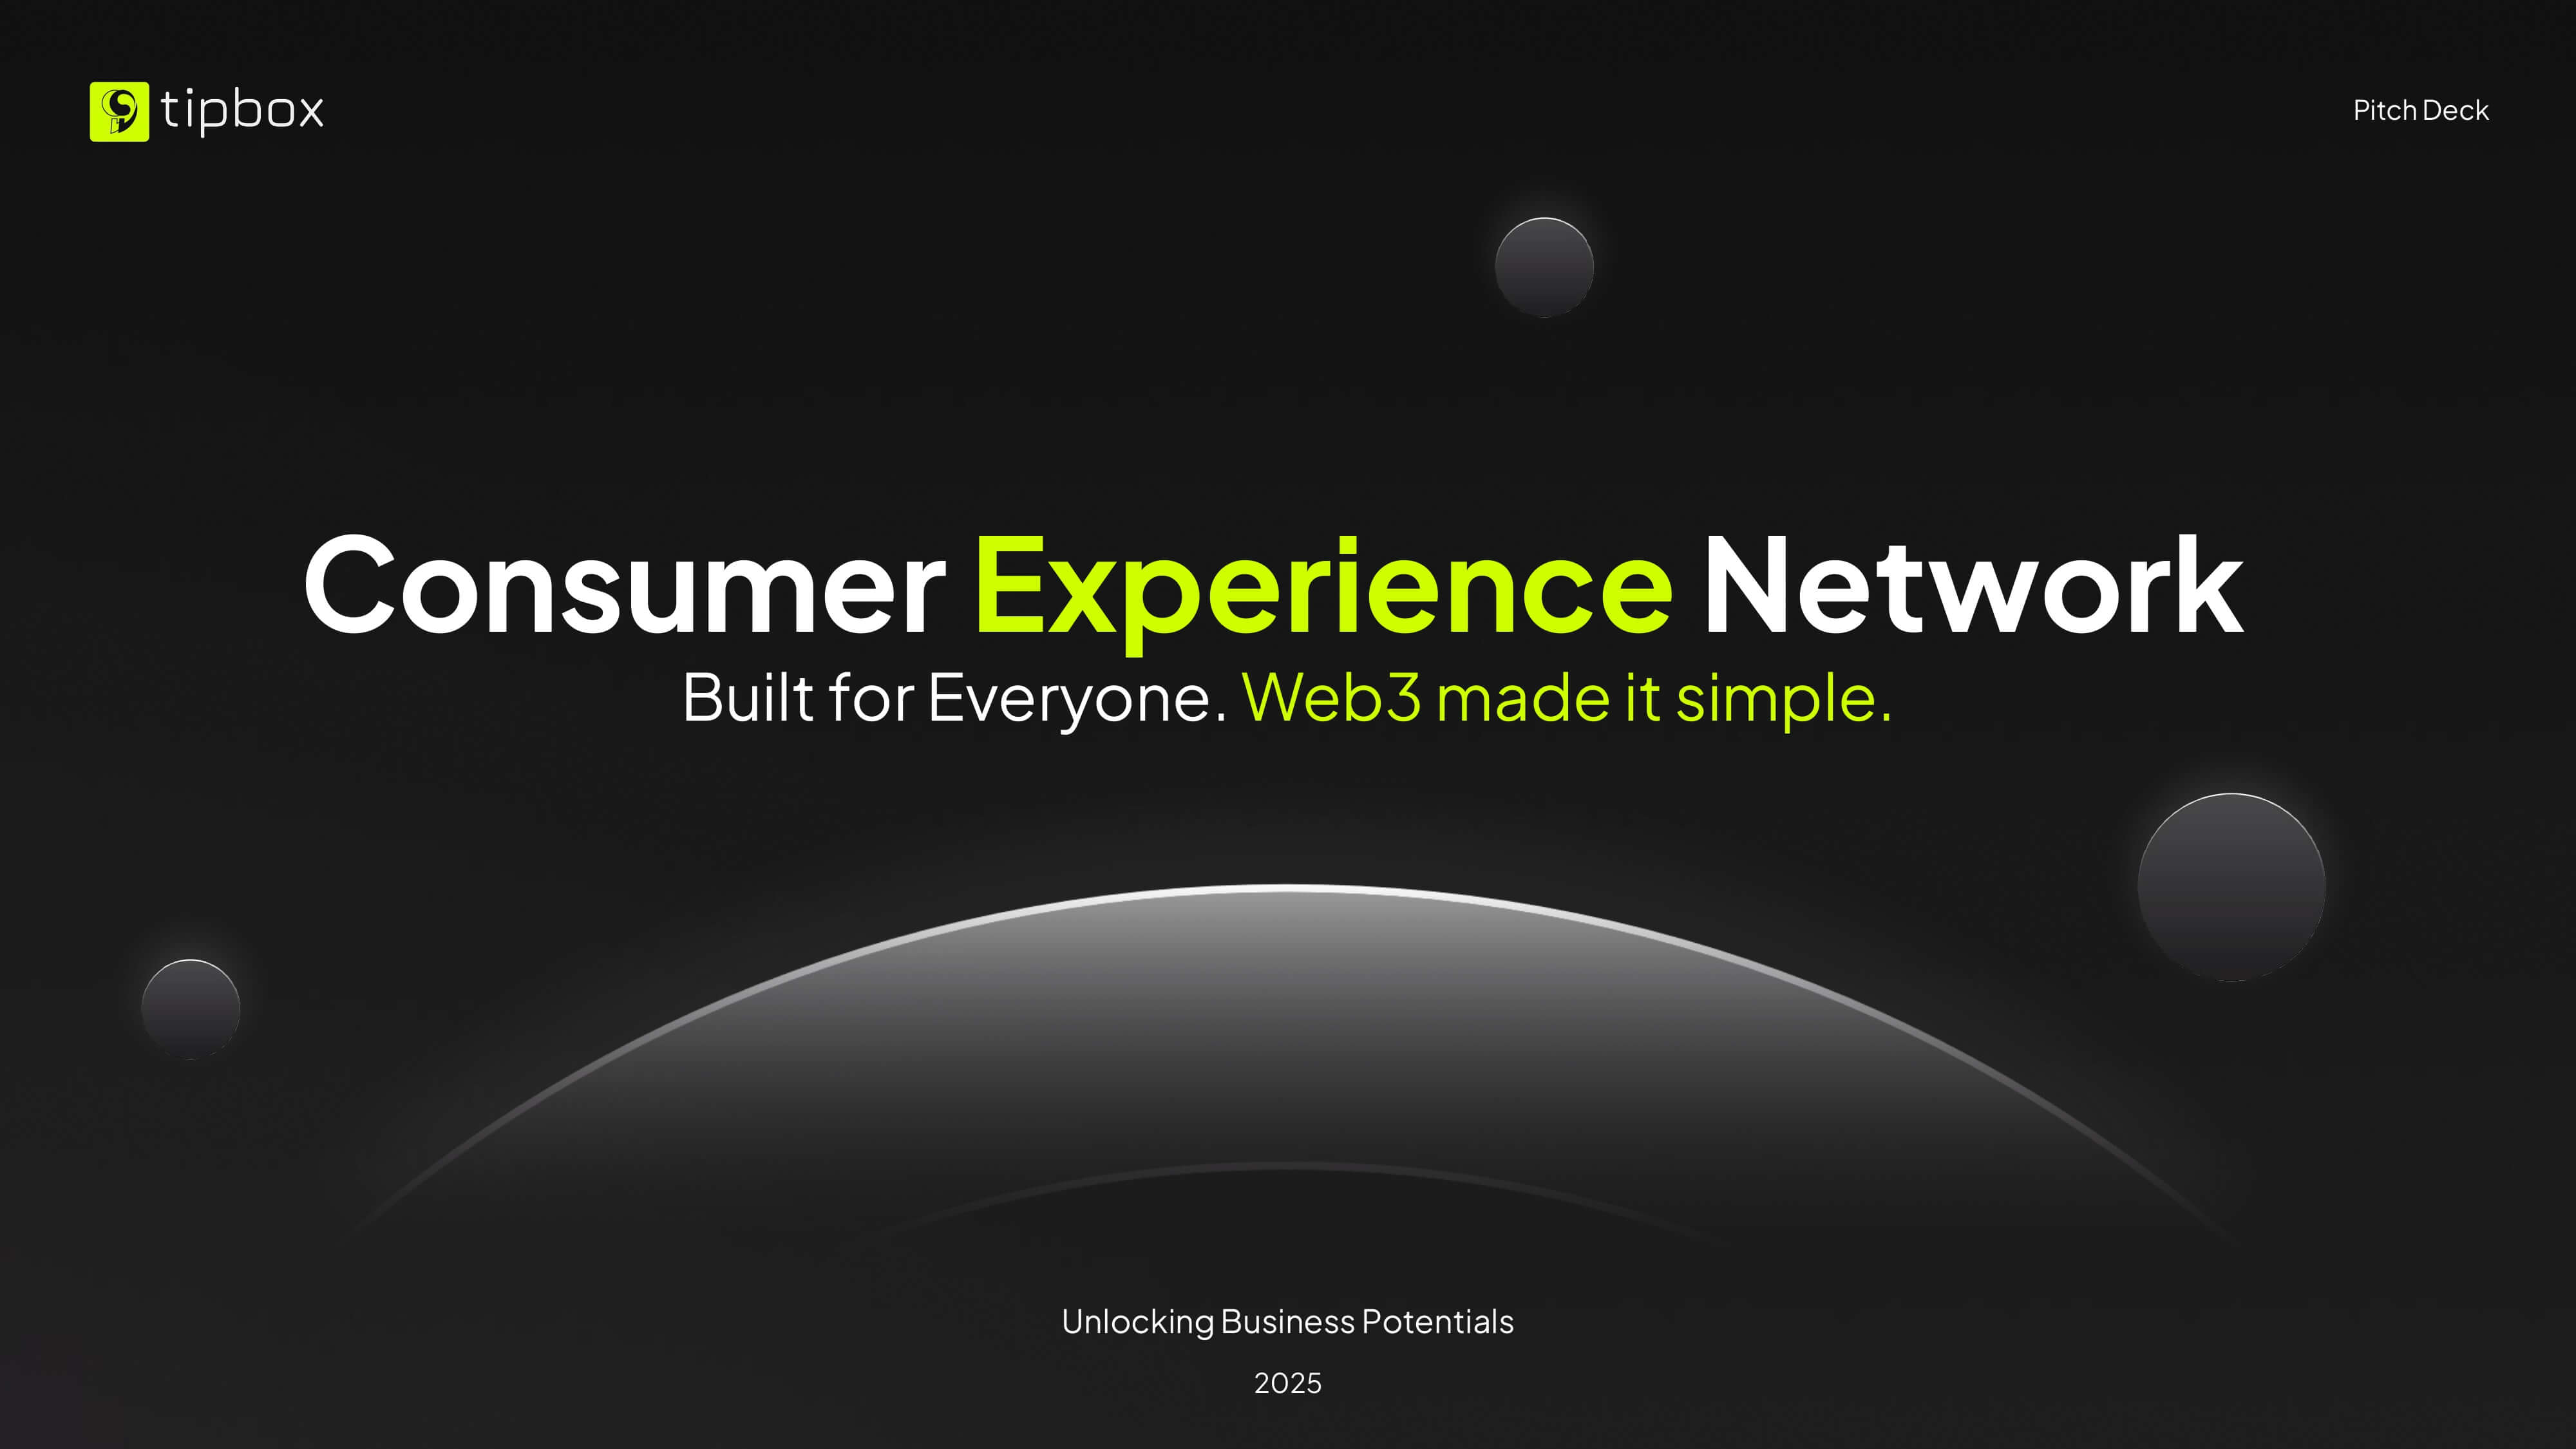 tipbox
Pitch Deck
Consumer Experience Network
Built for Everyone. Web3 made it simple.
Unlocking Business Potentials
2025